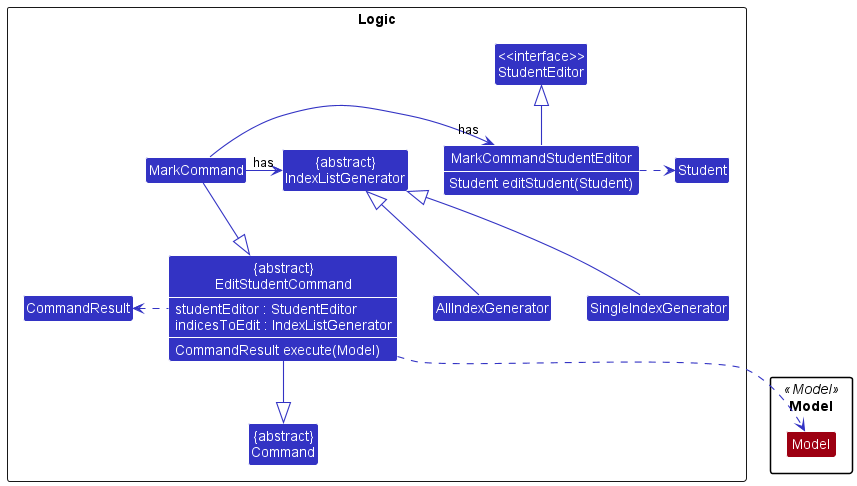 Logic
<<interface>>
StudentEditor
has
MarkCommand
has
{abstract}
IndexListGenerator
MarkCommandStudentEditor
Student editStudent(Student)
Student
{abstract}
EditStudentCommand
studentEditor : StudentEditor
indicesToEdit : IndexListGenerator
CommandResult execute(Model)
CommandResult
AllIndexGenerator
SingleIndexGenerator
{abstract}
Command
«Model»
Model
Model